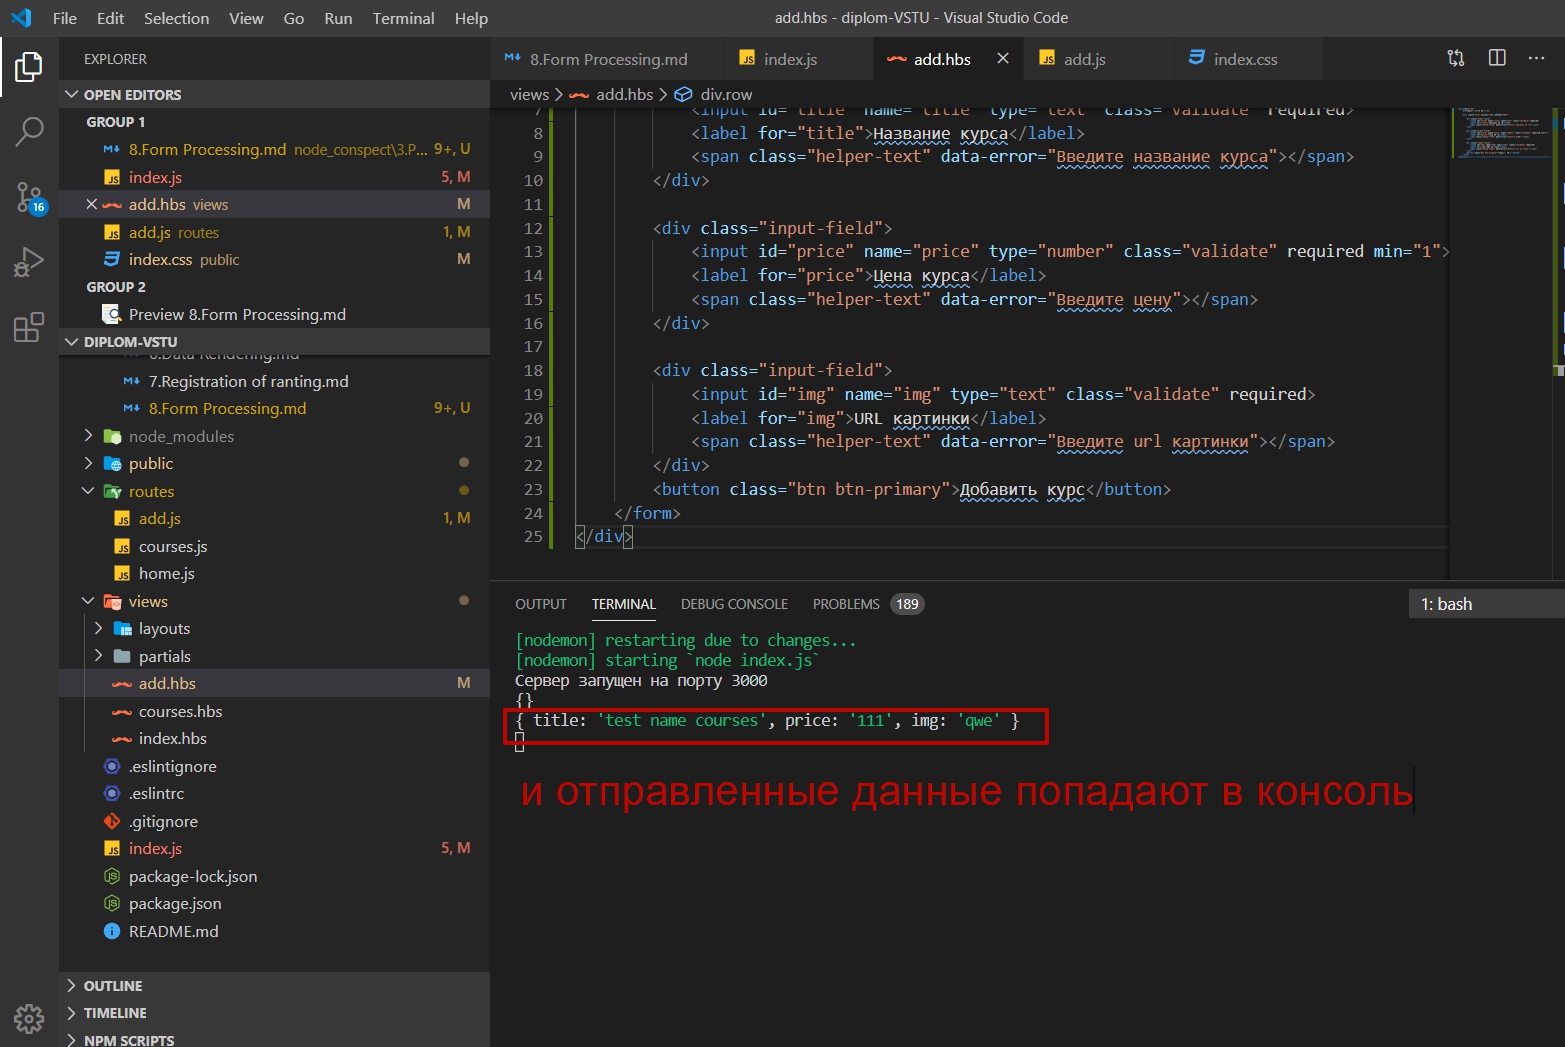 File Edit Selection View Go Run Terminal Help
add.hbs - diplom-VSTU - Visual Studio Code
EXPLORER
OPEN EDITORS
GROUP 1
8.Form Processing.md node_conspect\3.P... 9+, U
index.js 5, M
add.hbs views M
add.js routes 1, M
index.css public M
GROUP 2
Preview 8.Form Processing.md
DIPLOM-VSTU
6.Data Rendering.md
7.Registration of ranting.md
8.Form Processing.md 9+, U
node_modules
public
routes
add.js 1, M
courses.js
home.js
views
layouts
partials
add.hbs M
courses.hbs
index.hbs
.eslintignore
.eslintrc
.gitignore
index.js 5, M
package-lock.json
package.json
README.md
OUTLINE
TIMELINE
NPM SCRIPTS
16
8.Form Processing.md index.js add.hbs add.js index.css
views > add.hbs > div.row
7 <input id="title" name="title" type="text" class="validate" required>
8 <label for="title">Название курса</label>
9 <span class="helper-text" data-error="Введите название курса"></span>
10 </div>
11
12 <div class="input-field">
13 <input id="price" name="price" type="number" class="validate" required min="1">
14 <label for="price">Цена курса</label>
15 <span class="helper-text" data-error="Введите цену"></span>
16 </div>
17
18 <div class="input-field">
19 <input id="img" name="img" type="text" class="validate" required>
20 <label for="img">URL картинки</label>
21 <span class="helper-text" data-error="Введите url картинки"></span>
22 </div>
23 <button class="btn btn-primary">Добавить курс</button>
24 </form>
25 </div>
OUTPUT TERMINAL DEBUG CONSOLE PROBLEMS 189
1: bash
[nodemon] restarting due to changes...
[nodemon] starting `node index.js`
Сервер запущен на порту 3000
{}
{ title: 'test name courses', price: '111', img: 'qwe' }
и отправленные данные попадают в консоль